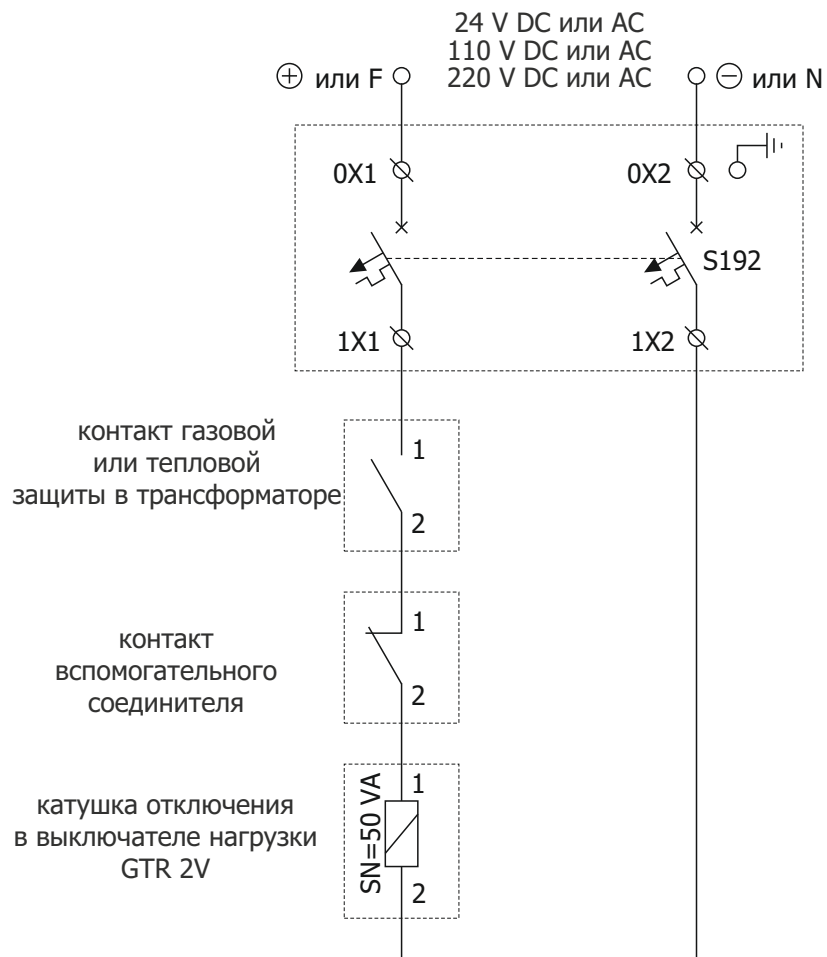 24 V DC или AC
110 V DC или AC
220 V DC или AC
+ или F
− или N
0X1
0X2
S192
1X1
1X2
контакт газовой
или тепловой
защиты в трансформаторе
1
2
контакт
вспомогательного
соединителя
1
2
катушка отключения
в выключателе нагрузки
GTR 2V
SN=50 VA
1
2